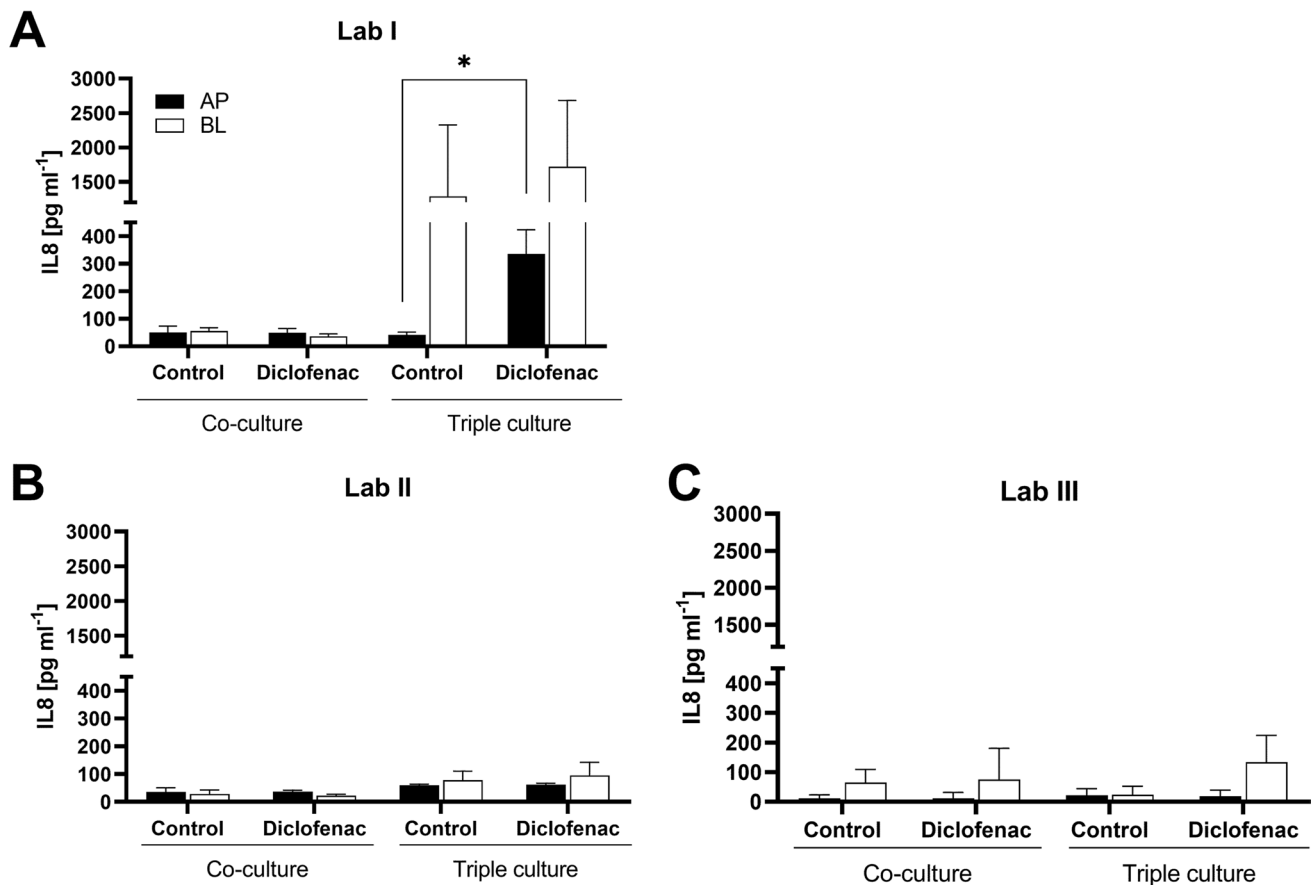 A
Lab I
*
3000
2500
2000
1500
400
300
200
100
0
IL8 [pg ml⁻¹]
AP
BL
Control Diclofenac Control Diclofenac
Co-culture Triple culture
B
Lab II
3000
2500
2000
1500
400
300
200
100
0
IL8 [pg ml⁻¹]
Control Diclofenac Control Diclofenac
Co-culture Triple culture
C
Lab III
3000
2500
2000
1500
400
300
200
100
0
IL8 [pg ml⁻¹]
Control Diclofenac Control Diclofenac
Co-culture Triple culture